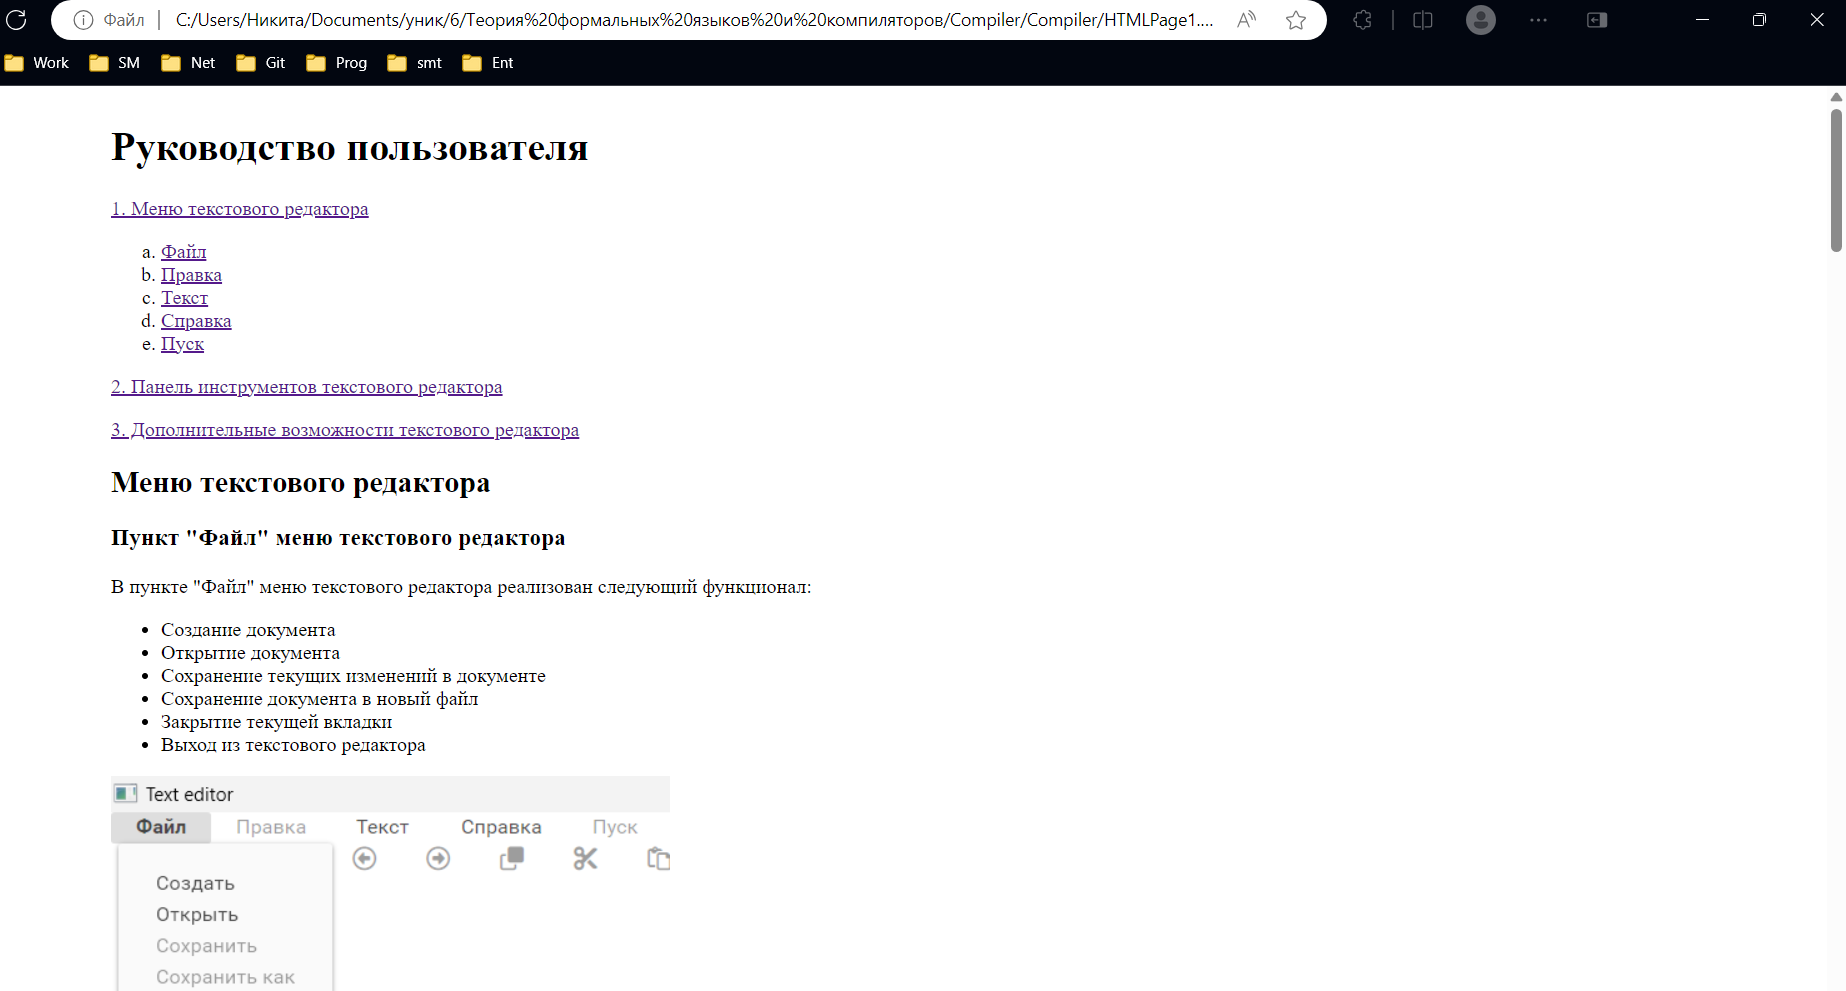 Файл C:/Users/Никита/Documents/уник/6/Теория%20формальных%20языков%20и%20компиляторов/Compiler/Compiler/HTMLPage1....
Work SM Net Git Prog smt Ent
Руководство пользователя
1. Меню текстового редактора
a. Файл
b. Правка
c. Текст
d. Справка
e. Пуск
2. Панель инструментов текстового редактора
3. Дополнительные возможности текстового редактора
Меню текстового редактора
Пункт "Файл" меню текстового редактора
В пункте "Файл" меню текстового редактора реализован следующий функционал:
• Создание документа
• Открытие документа
• Сохранение текущих изменений в документе
• Сохранение документа в новый файл
• Закрытие текущей вкладки
• Выход из текстового редактора
Text editor
Файл Правка Текст Справка Пуск
Создать
Открыть
Сохранить
Сохранить как